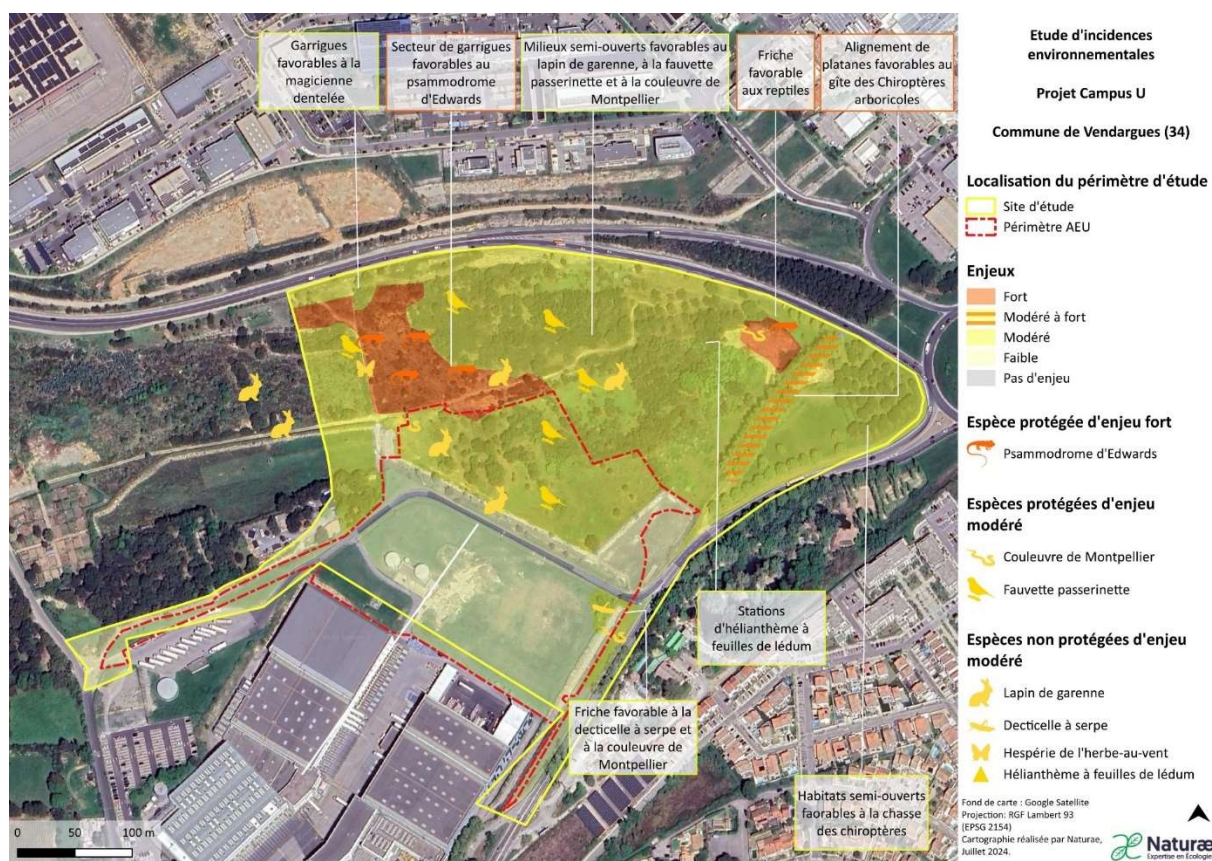 Garrigues
favorables à la
magicienne
dentelée
Secteur de garrigues
favorables au
psammodrome
d'Edwards
Milieux semi-ouverts favorables au
lapin de garenne, à la fauvette
passerinette et à la couleuvre de
Montpellier
Friche
favorable
aux reptiles
Alignement de
platanes favorables au
gîte des Chiroptères
arboricoles
Stations
d'hélianthème à
feuilles de lédum
Friche favorable à la
decticelle à serpe et
à la couleuvre de
Montpellier
Habitats semi-ouverts
faorables à la chasse
des chiroptères
0 50 100 m
Etude d'incidences
environnementales
Projet Campus U
Commune de Vendargues (34)
Localisation du périmètre d'étude
Site d'étude
Périmètre AEU
Enjeux
Fort
Modéré à fort
Modéré
Faible
Pas d'enjeu
Espèce protégée d'enjeu fort
Psammodrome d'Edwards
Espèces protégées d'enjeu
modéré
Couleuvre de Montpellier
Fauvette passerinette
Espèces non protégées d'enjeu
modéré
Lapin de garenne
Decticelle à serpe
Hespérie de l'herbe-au-vent
Hélianthème à feuilles de lédum
Fond de carte : Google Satellite
Projection: RGF Lambert 93
(EPSG 2154)
Cartographie réalisée par Naturae,
Juillet 2024.
Naturæ
Expertise en Ecologie